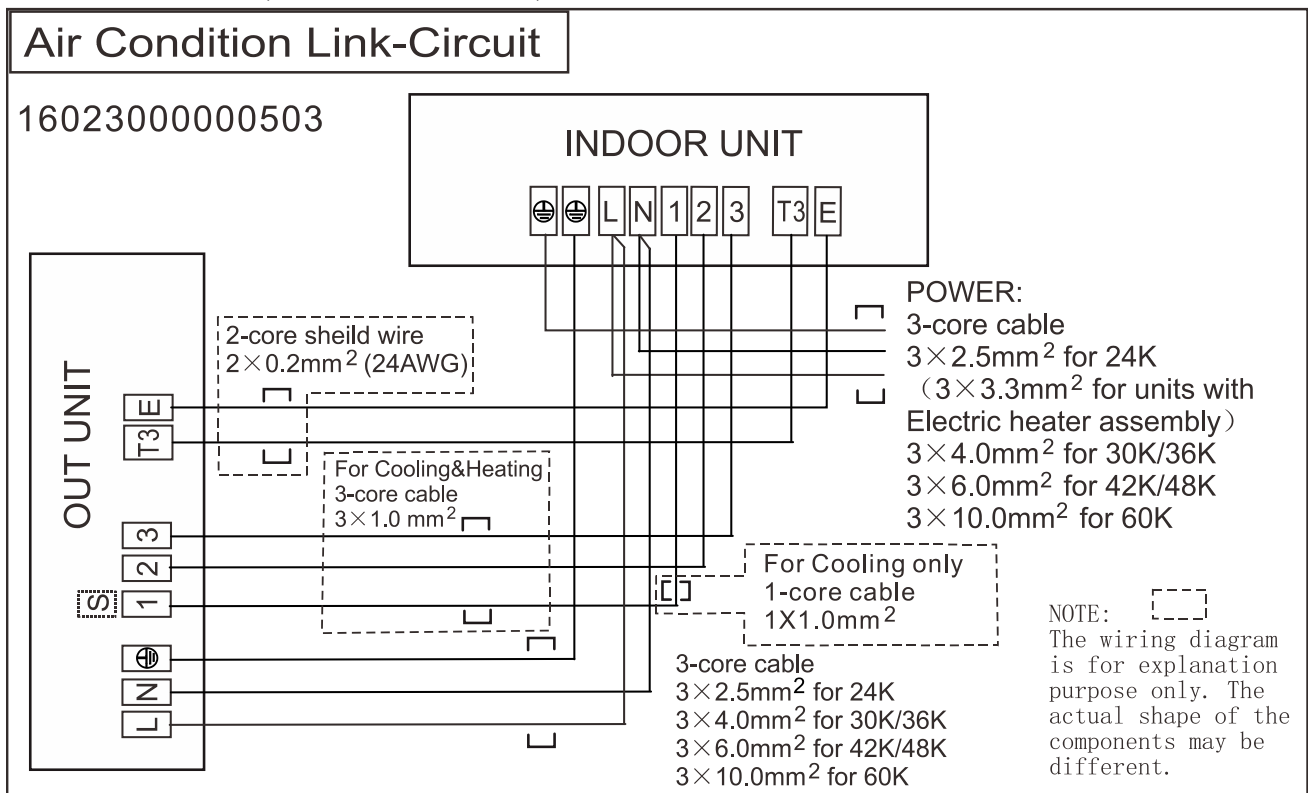 Air Condition Link-Circuit
16023000000503
INDOOR UNIT
L N 1 2 3 T3 E
POWER:
3-core cable
3×2.5mm² for 24K
（3×3.3mm² for units with
Electric heater assembly）
3×4.0mm² for 30K/36K
3×6.0mm² for 42K/48K
3×10.0mm² for 60K
2-core sheild wire
2×0.2mm² (24AWG)
OUT UNIT
E
T3
3
2
S 1
N
L
For Cooling&Heating
3-core cable
3×1.0 mm²
For Cooling only
1-core cable
1X1.0mm²
3-core cable
3×2.5mm² for 24K
3×4.0mm² for 30K/36K
3×6.0mm² for 42K/48K
3×10.0mm² for 60K
NOTE:
The wiring diagram
is for explanation
purpose only. The
actual shape of the
components may be
different.